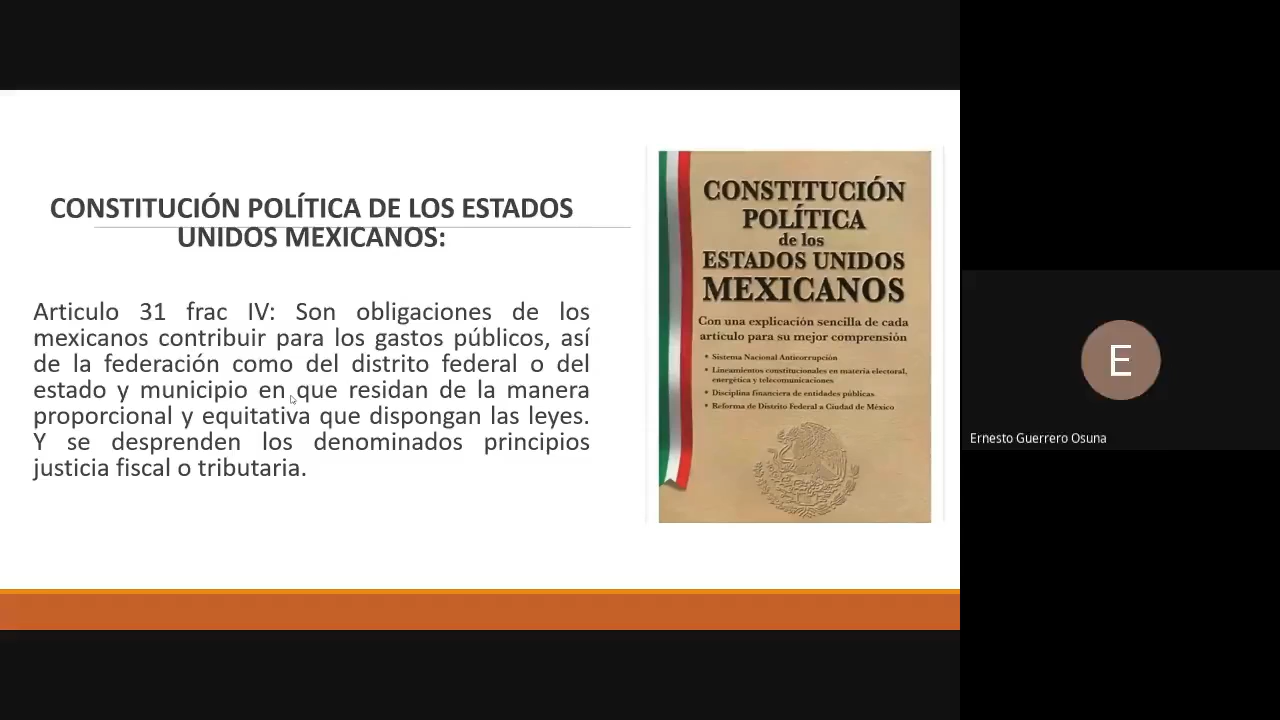 CONSTITUCIÓN POLÍTICA DE LOS ESTADOS
UNIDOS MEXICANOS:
Articulo 31 frac IV: Son obligaciones de los
mexicanos contribuir para los gastos públicos, así
de la federación como del distrito federal o del
estado y municipio en que residan de la manera
proporcional y equitativa que dispongan las leyes.
Y se desprenden los denominados principios
justicia fiscal o tributaria.
CONSTITUCIÓN
POLÍTICA
de los
ESTADOS UNIDOS
MEXICANOS
Con una explicación sencilla de cada
artículo para su mejor comprensión
• Sistema Nacional Anticorrupción
• Lineamientos constitucionales en materia electoral,
energética y telecomunicaciones
• Disciplina financiera de entidades públicas
• Reforma de Distrito Federal a Ciudad de México
E
Ernesto Guerrero Osuna